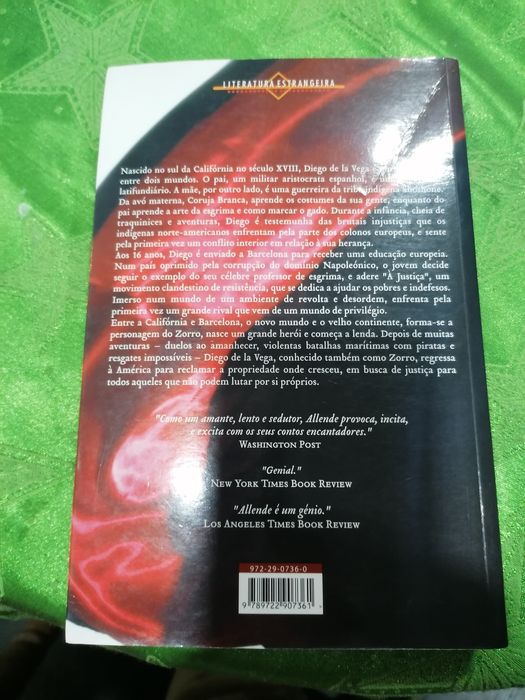 LITERATURA ESTRANGEIRA
Nascido no sul da Califórnia no século XVIII, Diego de la Vega
entre dois mundos. O pai, um militar aristocrata espanhol, é um
latifundiário. A mãe, por outro lado, é uma guerreira da tribo indígena shoshone.
Da avó materna, Coruja Branca, aprende os costumes da sua gente, enquanto do
pai aprende a arte da esgrima e como marcar o gado. Durante a infância, cheia de
traquinices e aventuras, Diego é testemunha das brutais injustiças que os
indígenas norte-americanos enfrentam pela parte dos colonos europeus, e sente
pela primeira vez um conflito interior em relação à sua herança.
Aos 16 anos, Diego é enviado a Barcelona para receber uma educação europeia.
Num país oprimido pela corrupção do domínio Napoleónico, o jovem decide
seguir o exemplo do seu célebre professor de esgrima, e adere "À Justiça", um
movimento clandestino de resistência, que se dedica a ajudar os pobres e indefesos.
Imerso num mundo de um ambiente de revolta e desordem, enfrenta pela
primeira vez um grande rival que vem de um mundo de privilégio.
Entre a Califórnia e Barcelona, o novo mundo e o velho continente, forma-se a
personagem do Zorro, nasce um grande herói e começa a lenda. Depois de muitas
aventuras – duelos ao amanhecer, violentas batalhas marítimas com piratas e
resgates impossíveis – Diego de la Vega, conhecido também como Zorro, regressa
à América para reclamar a propriedade onde cresceu, em busca de justiça para
todos aqueles que não podem lutar por si próprios.
"Como um amante, lento e sedutor, Allende provoca, incita,
e excita com os seus contos encantadores."
WASHINGTON POST
"Genial."
NEW YORK TIMES BOOK REVIEW
"Allende é um génio."
LOS ANGELES TIMES BOOK REVIEW
972-29-0736-0
9 789722 907361